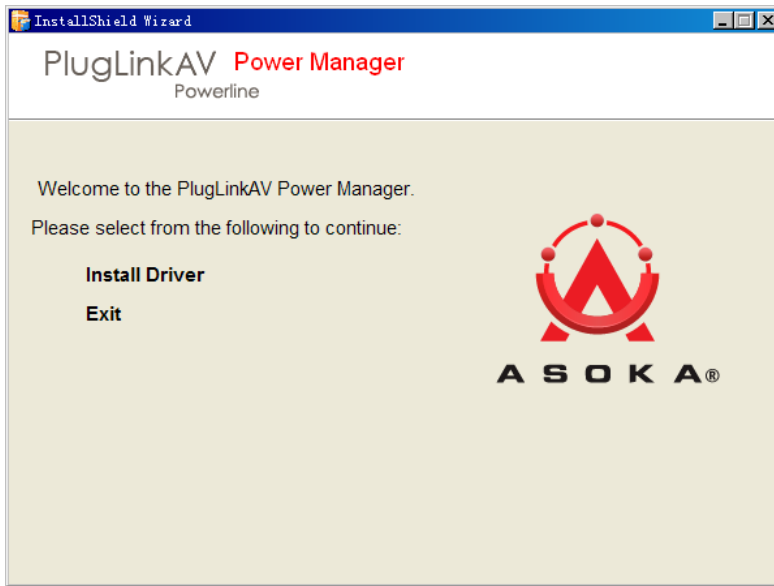 InstallShield Wizard
PlugLinkAV Power Manager
Powerline
Welcome to the PlugLinkAV Power Manager.
Please select from the following to continue:
Install Driver
Exit
ASOKA®